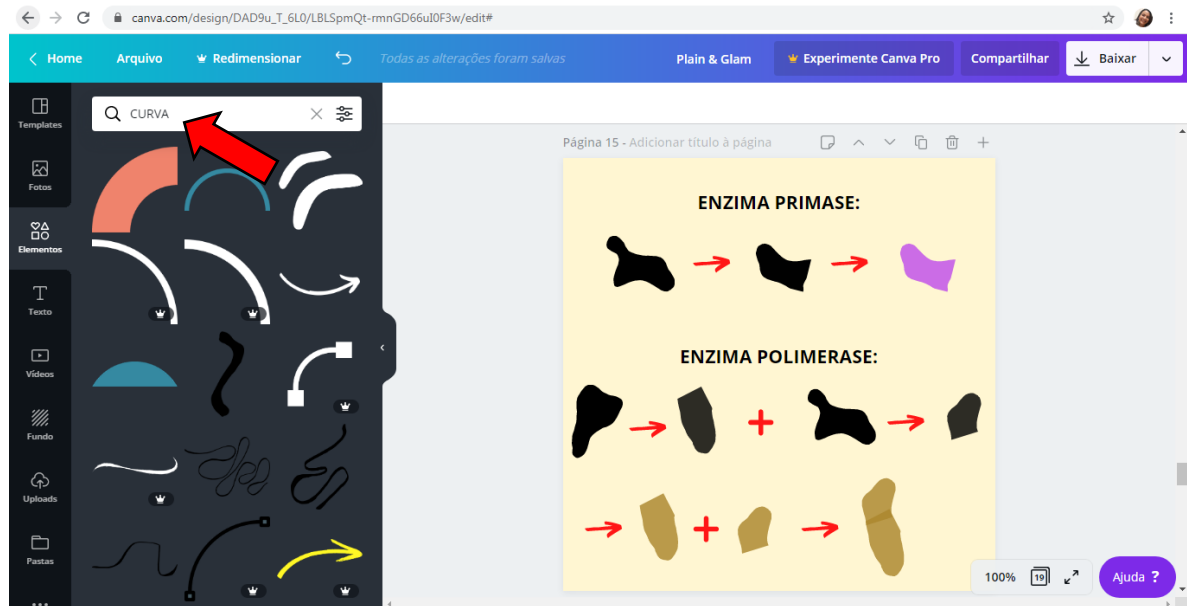 canva.com/design/DAD9u_T_6L0/LBLSpmQt-rmnGD66uI0F3w/edit#
Home Arquivo Redimensionar Todas as alterações foram salvas Plain & Glam Experimente Canva Pro Compartilhar Baixar
Templates
Fotos
Elementos
Texto
Vídeos
Fundo
Uploads
Pastas
CURVA
Página 15 - Adicionar título à página
ENZIMA PRIMASE:
ENZIMA POLIMERASE:
+
+
100% 19 Ajuda ?